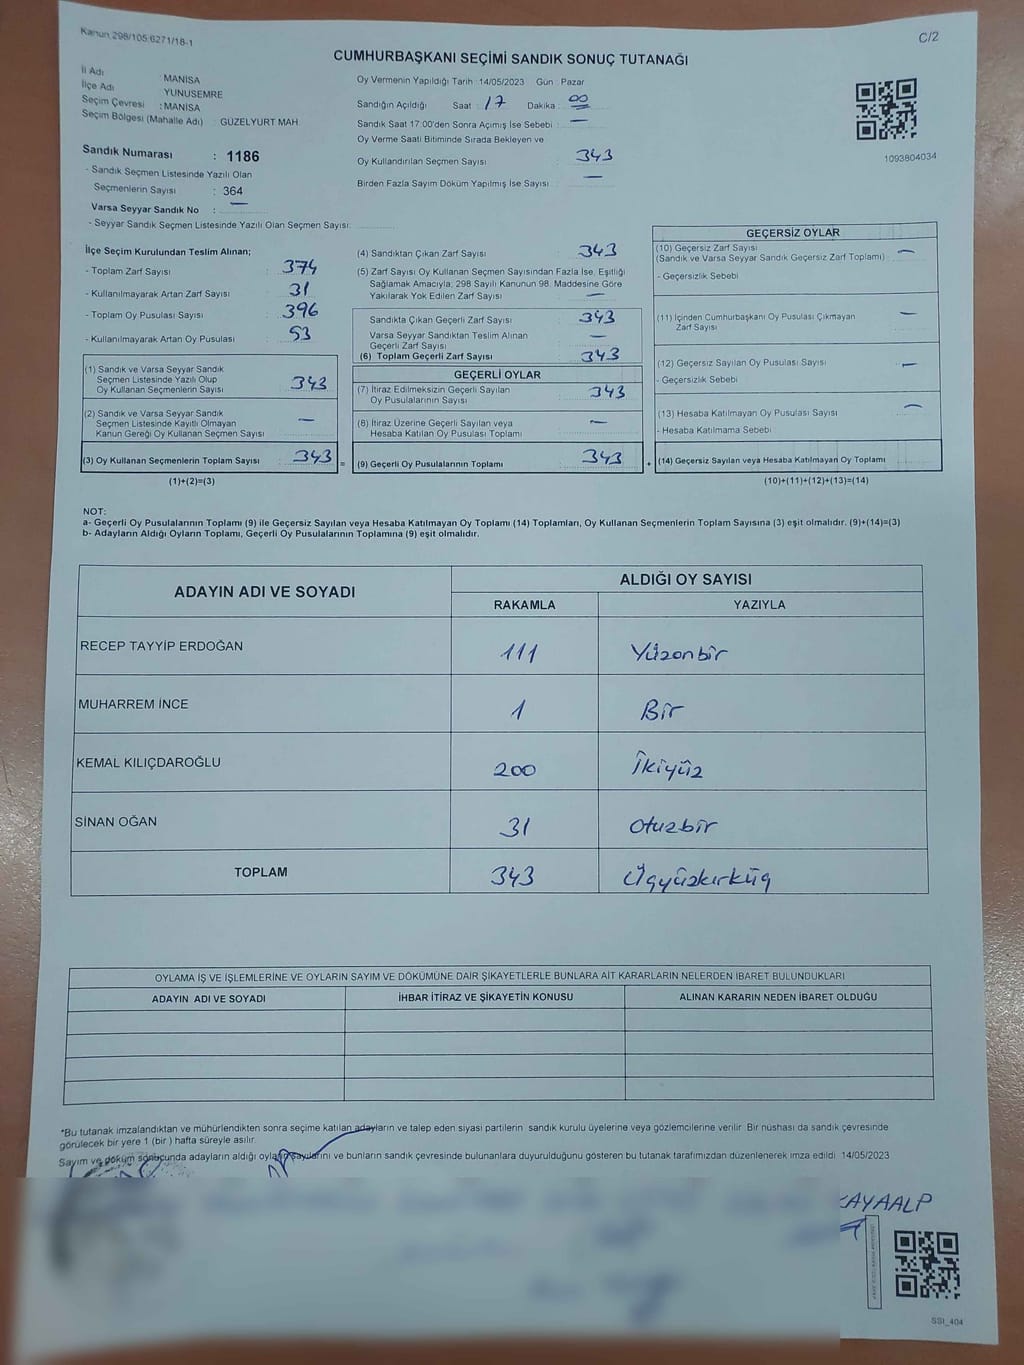 Kanun 298/105,6271/18-1
C/2
CUMHURBAŞKANI SEÇİMİ SANDIK SONUÇ TUTANAĞI
İl Adı : MANİSA
İlçe Adı : YUNUSEMRE
Seçim Çevresi : MANİSA
Seçim Bölgesi (Mahalle Adı) : GÜZELYURT MAH.
Sandık Numarası : 1186
- Sandık Seçmen Listesinde Yazılı Olan
Seçmenlerin Sayısı : 364
Varsa Seyyar Sandık No : —
- Seyyar Sandık Seçmen Listesinde Yazılı Olan Seçmen Sayısı:
Oy Vermenin Yapıldığı Tarih : 14/05/2023 Gün : Pazar
Sandığın Açıldığı Saat : 17 Dakika : 00
Sandık Saat 17:00'den Sonra Açımış İse Sebebi : —
Oy Verme Saati Bitiminde Sırada Bekleyen ve
Oy Kullandırılan Seçmen Sayısı : 343
Birden Fazla Sayım Döküm Yapılmış İse Sayısı : —
1093804034
İlçe Seçim Kurulundan Teslim Alınan;
- Toplam Zarf Sayısı : 374
- Kullanılmayarak Artan Zarf Sayısı : 31
- Toplam Oy Pusulası Sayısı : 396
- Kullanılmayarak Artan Oy Pusulası : 53
(1) Sandık ve Varsa Seyyar Sandık
Seçmen Listesinde Yazılı Olup
Oy Kullanan Seçmenlerin Sayısı : 343
(2) Sandık ve Varsa Seyyar Sandık
Seçmen Listesinde Kayıtlı Olmayan
Kanun Gereği Oy Kullanan Seçmen Sayısı : —
(3) Oy Kullanan Seçmenlerin Toplam Sayısı : 343 =
(1)+(2)=(3)
(4) Sandıktan Çıkan Zarf Sayısı : 343
(5) Zarf Sayısı Oy Kullanan Seçmen Sayısından Fazla İse, Eşitliği
Sağlamak Amacıyla; 298 Sayılı Kanunun 98. Maddesine Göre
Yakılarak Yok Edilen Zarf Sayısı : —
Sandıkta Çıkan Geçerli Zarf Sayısı : 343
Varsa Seyyar Sandıktan Teslim Alınan
Geçerli Zarf Sayısı : —
(6) Toplam Geçerli Zarf Sayısı : 343
GEÇERLİ OYLAR
(7) İtiraz Edilmeksizin Geçerli Sayılan
Oy Pusulalarının Sayısı : 343
(8) İtiraz Üzerine Geçerli Sayılan veya
Hesaba Katılan Oy Pusulası Toplamı : —
(9) Geçerli Oy Pusulalarının Toplamı : 343 +
GEÇERSİZ OYLAR
(10) Geçersiz Zarf Sayısı
(Sandık ve Varsa Seyyar Sandık Geçersiz Zarf Toplamı) : —
- Geçersizlik Sebebi
(11) İçinden Cumhurbaşkanı Oy Pusulası Çıkmayan
Zarf Sayısı : —
(12) Geçersiz Sayılan Oy Pusulası Sayısı : —
- Geçersizlik Sebebi
(13) Hesaba Katılmayan Oy Pusulası Sayısı : —
- Hesaba Katılmama Sebebi
(14) Geçersiz Sayılan veya Hesaba Katılmayan Oy Toplamı
(10)+(11)+(12)+(13)=(14)
NOT:
a- Geçerli Oy Pusulalarının Toplamı (9) ile Geçersiz Sayılan veya Hesaba Katılmayan Oy Toplamı (14) Toplamları, Oy Kullanan Seçmenlerin Toplam Sayısına (3) eşit olmalıdır. (9)+(14)=(3)
b- Adayların Aldığı Oyların Toplamı, Geçerli Oy Pusulalarının Toplamına (9) eşit olmalıdır.
ADAYIN ADI VE SOYADI
ALDIĞI OY SAYISI
RAKAMLA YAZIYLA
RECEP TAYYİP ERDOĞAN 111 Yüzonbir
MUHARREM İNCE 1 Bir
KEMAL KILIÇDAROĞLU 200 İkiyüz
SİNAN OĞAN 31 Otuzbir
TOPLAM 343 Üçyüzkırküç
OYLAMA İŞ VE İŞLEMLERİNE VE OYLARIN SAYIM VE DÖKÜMÜNE DAİR ŞİKAYETLERLE BUNLARA AİT KARARLARIN NELERDEN İBARET BULUNDUKLARI
ADAYIN ADI VE SOYADI İHBAR İTİRAZ VE ŞİKAYETİN KONUSU ALINAN KARARIN NEDEN İBARET OLDUĞU
*Bu tutanak imzalandıktan ve mühürlendikten sonra seçime katılan adayların ve talep eden siyasi partilerin sandık kurulu üyelerine veya gözlemcilerine verilir. Bir nüshası da sandık çevresinde
görülecek bir yere 1 (bir ) hafta süreyle asılır.
Sayım ve döküm sonucunda adayların aldığı oyların sayılarını ve bunların sandık çevresinde bulunanlara duyurulduğunu gösteren bu tutanak tarafımızdan düzenlenerek imza edildi. 14/05/2023
KAYAALP
SSI_404